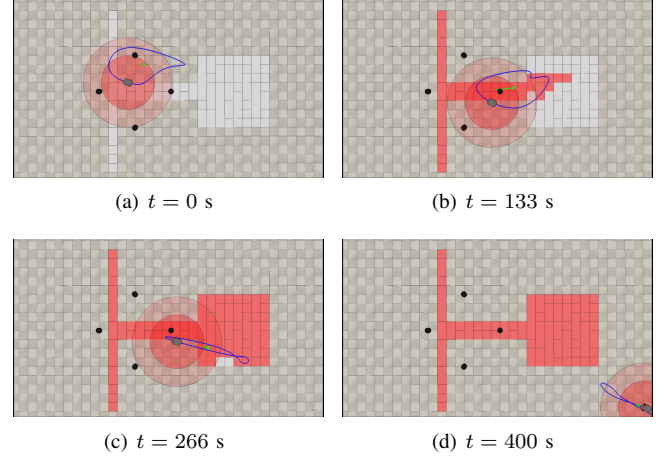 (a) t = 0 s
(b) t = 133 s
(c) t = 266 s
(d) t = 400 s